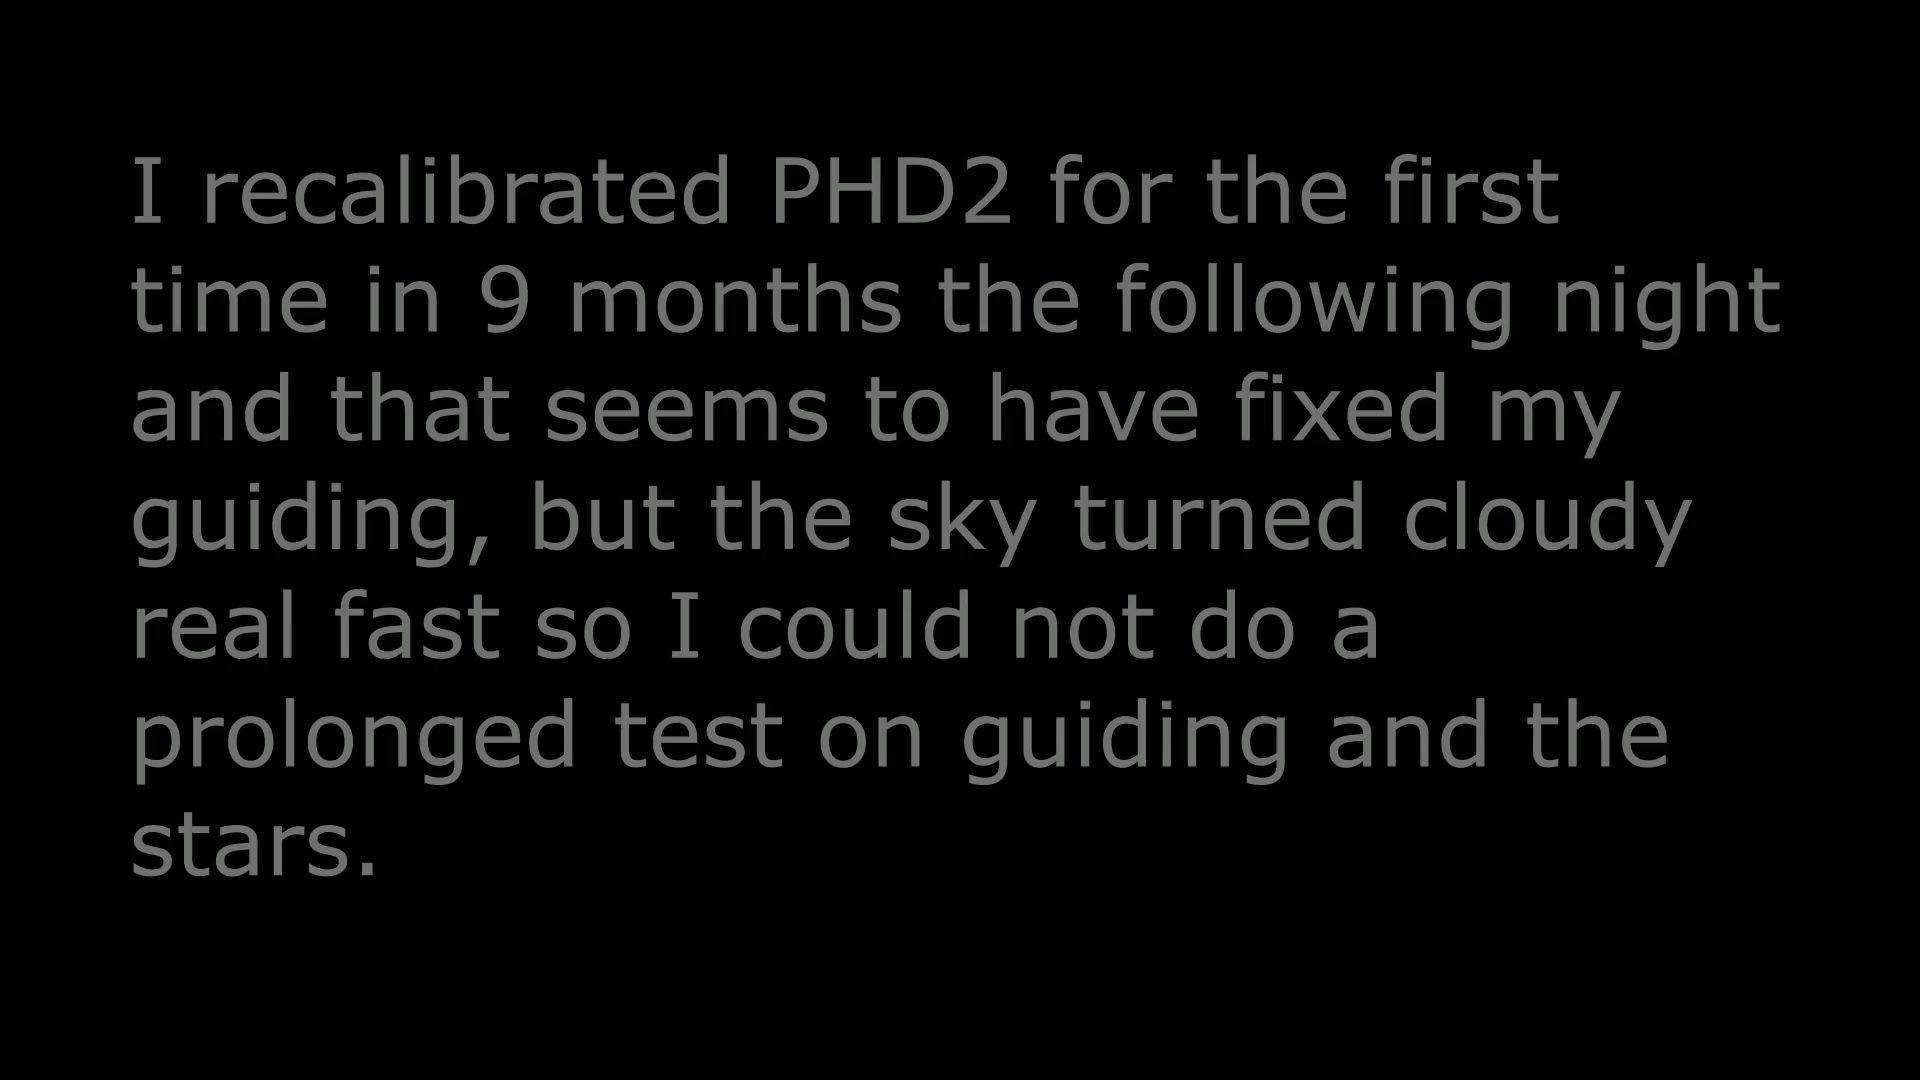 I recalibrated PHD2 for the first
time in 9 months the following night
and that seems to have fixed my
guiding, but the sky turned cloudy
real fast so I could not do a
prolonged test on guiding and the
stars.